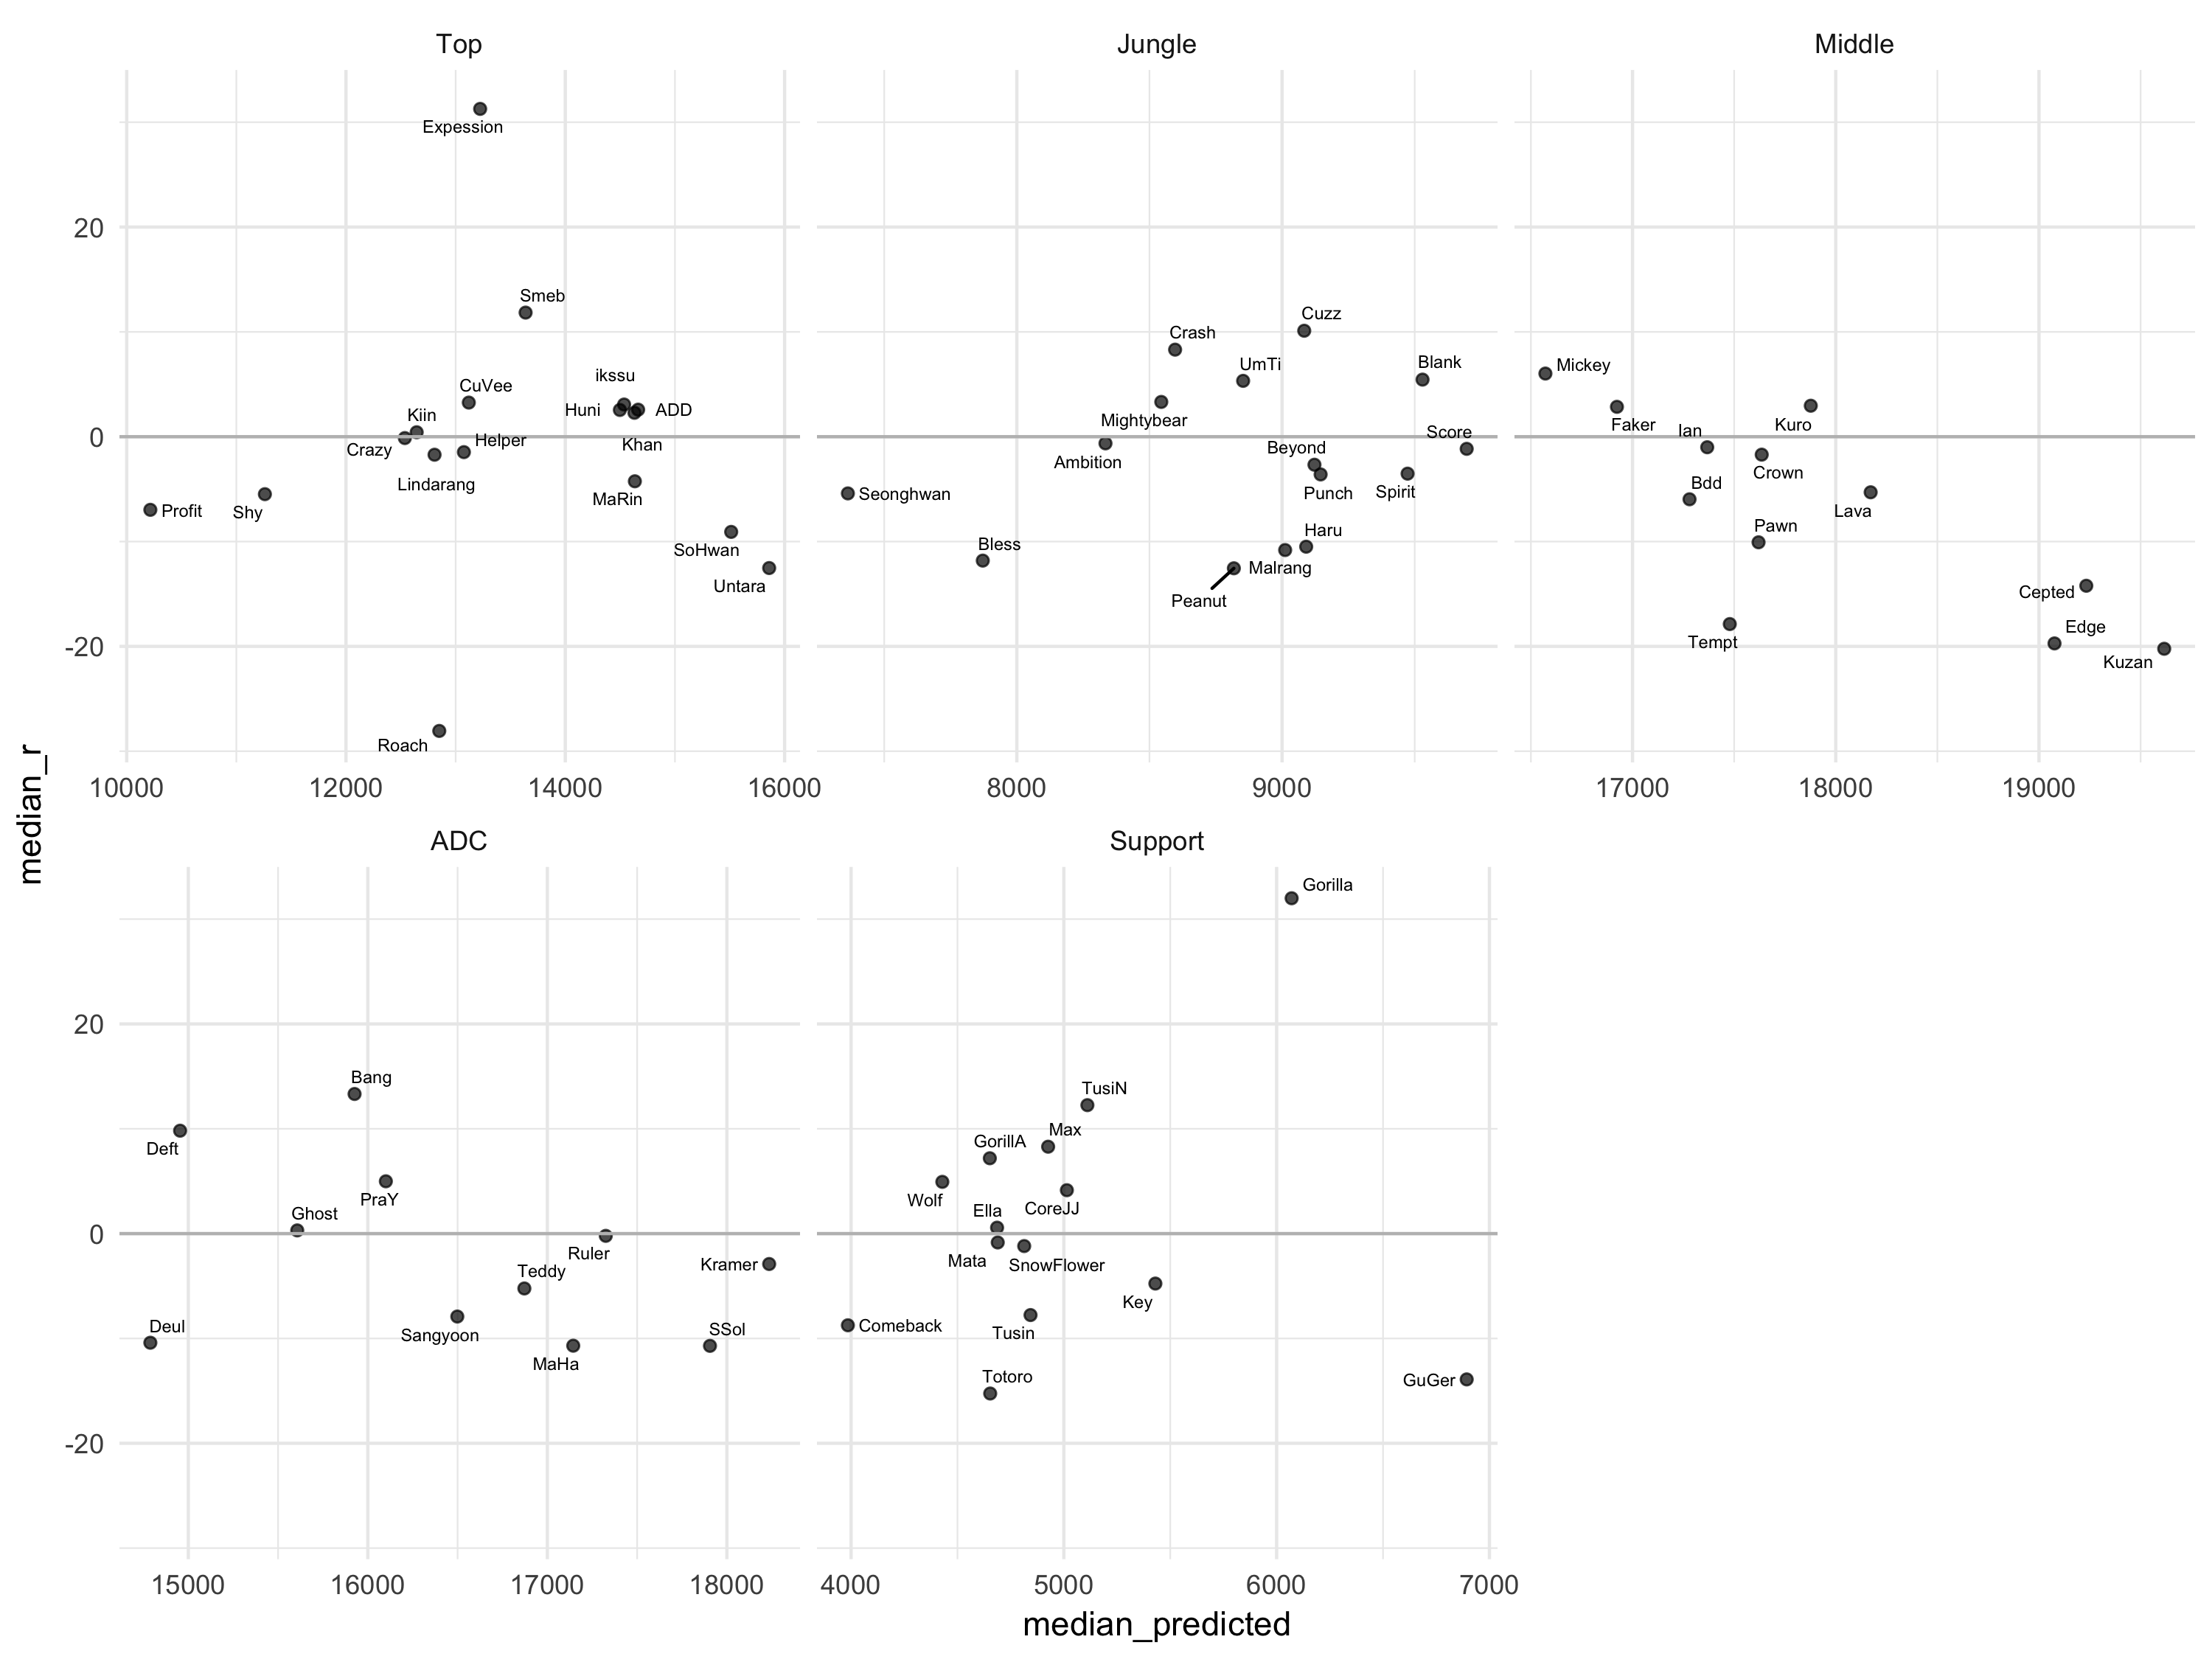 Top
Jungle
Middle
Expession
20
Smeb
Cuzz
Crash
UmTi
Blank
Mickey
ikssu
CuVee
Huni
ADD
Kiin
Mightybear
Faker
Kuro
Ian
Score
0
Helper
Khan
Crazy
Beyond
Ambition
Crown
Lindarang
Bdd
MaRin
Punch
Spirit
Seonghwan
Profit
Shy
Lava
Pawn
Haru
Bless
SoHwan
Malrang
Untara
Peanut
Cepted
Edge
Tempt
-20
Kuzan
Roach
10000 12000 14000 16000
8000 9000
17000 18000 19000
median_r
ADC
Support
Gorilla
20
Bang
TusiN
Max
GorillA
Deft
PraY
Wolf
CoreJJ
Ella
Ghost
0
Ruler
Mata
SnowFlower
Kramer
Teddy
Key
Deul
Comeback
SSol
Sangyoon
Tusin
MaHa
Totoro
GuGer
-20
15000 16000 17000 18000
4000 5000 6000 7000
median_predicted